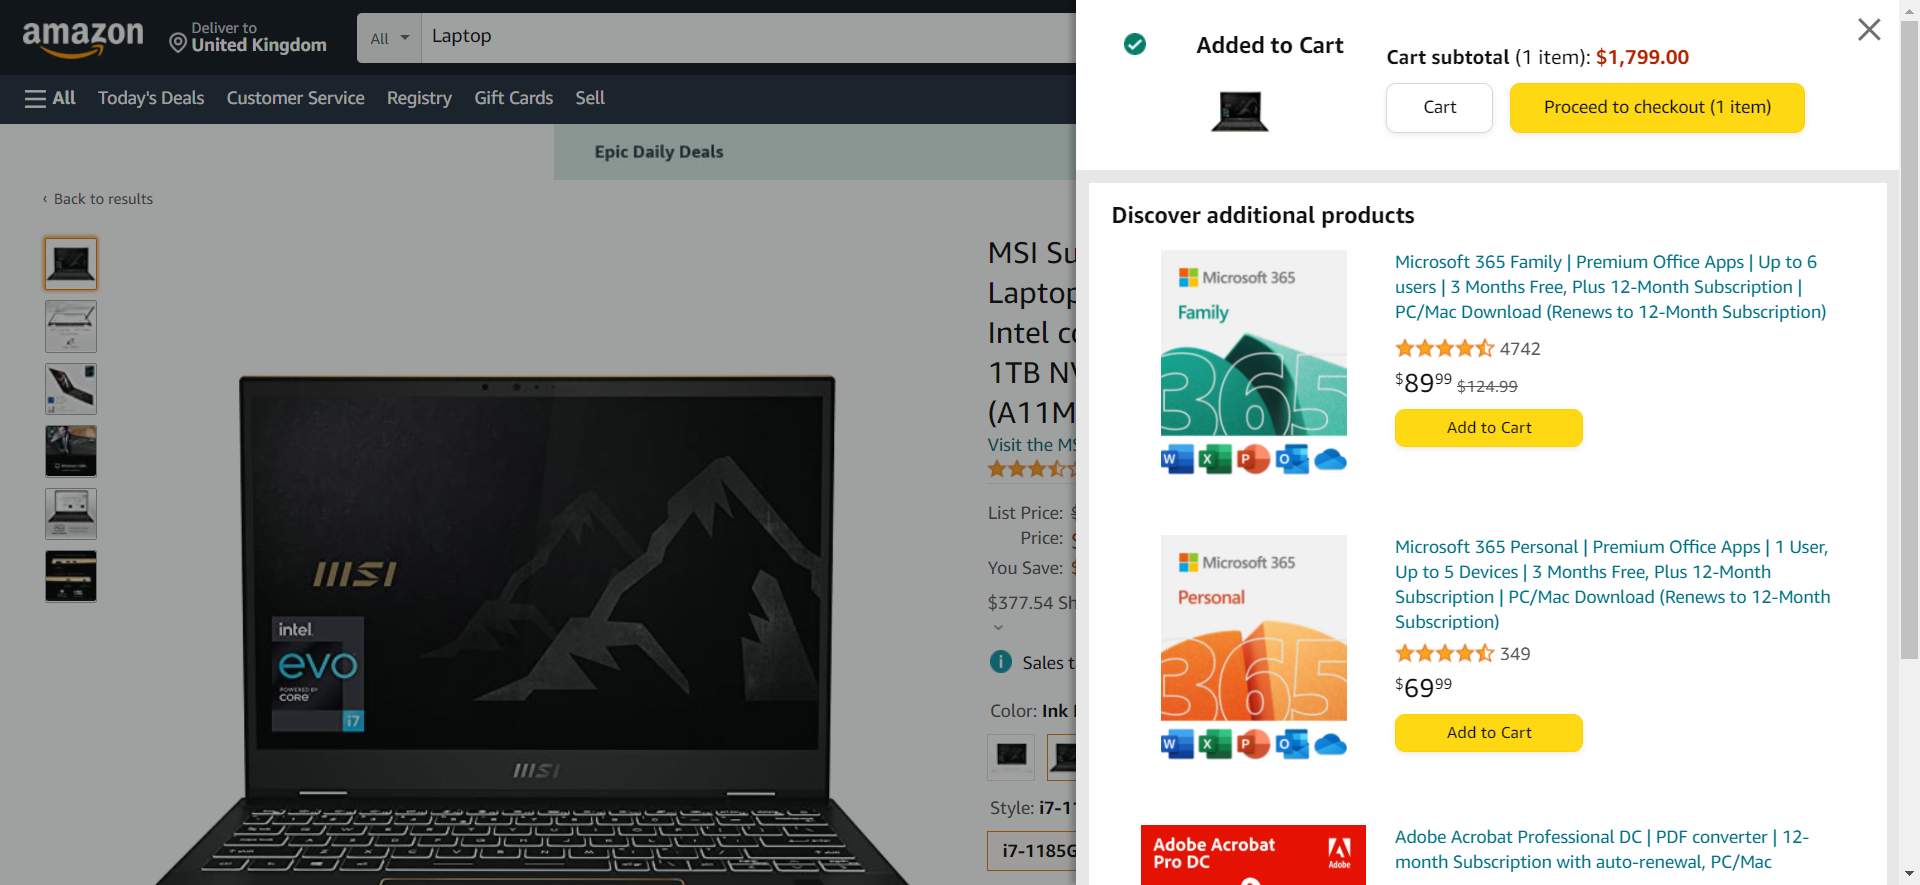 amazon
Deliver to
United Kingdom
All
Laptop
All
Today's Deals
Customer Service
Registry
Gift Cards
Sell
Epic Daily Deals
‹ Back to results
MSI Su
Laptop
Intel co
1TB NV
(A11M
Visit the MS
List Price:
Price:
You Save:
$377.54 Sh
Sales t
Color: Ink
Style: i7-11
i7-1185G
msi
intel.
evo
POWERED BY
CORE
i7
msi
Added to Cart
Cart subtotal (1 item): $1,799.00
Cart
Proceed to checkout (1 item)
Discover additional products
Microsoft 365
Family
365
Microsoft 365 Family | Premium Office Apps | Up to 6
users | 3 Months Free, Plus 12-Month Subscription |
PC/Mac Download (Renews to 12-Month Subscription)
4742
$89.99 $124.99
Add to Cart
Microsoft 365
Personal
365
Microsoft 365 Personal | Premium Office Apps | 1 User,
Up to 5 Devices | 3 Months Free, Plus 12-Month
Subscription | PC/Mac Download (Renews to 12-Month
Subscription)
349
$69.99
Add to Cart
Adobe Acrobat
Pro DC
Adobe
Adobe Acrobat Professional DC | PDF converter | 12-
month Subscription with auto-renewal, PC/Mac